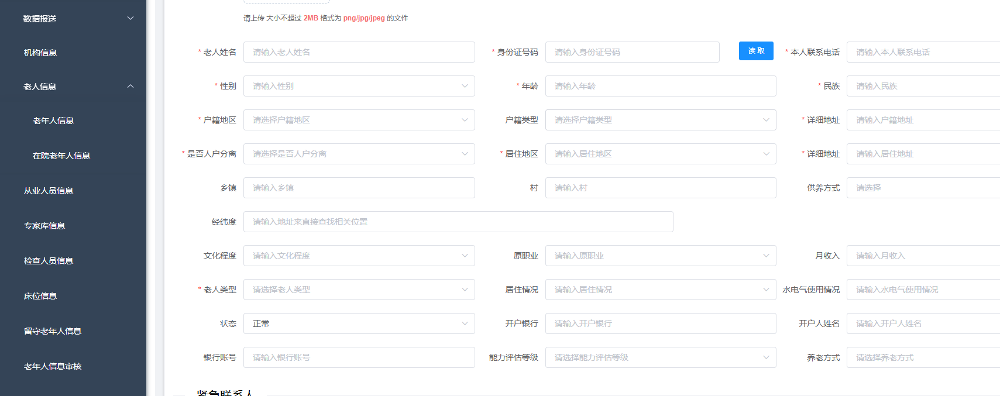 数据报送
机构信息
老人信息
老年人信息
在院老年人信息
从业人员信息
专家库信息
检查人员信息
床位信息
留守老年人信息
老年人信息审核
请上传 大小不超过 2MB 格式为 png/jpg/jpeg 的文件
* 老人姓名 请输入老人姓名 * 身份证号码 请输入身份证号码 读取 * 本人联系电话 请输入本人联系电话
* 性别 请输入性别 * 年龄 请输入年龄 * 民族 请输入民族
* 户籍地区 请选择户籍地区 户籍类型 请选择户籍类型 * 详细地址 请输入户籍地址
* 是否人户分离 请选择是否人户分离 * 居住地区 请输入居住地区 * 详细地址 请输入居住地址
乡镇 请输入乡镇 村 请输入村 供养方式 请选择
经纬度 请输入地址来直接查找相关位置
文化程度 请输入文化程度 原职业 请输入原职业 月收入 请输入月收入
* 老人类型 请选择老人类型 居住情况 请输入居住情况 水电气使用情况 请输入水电气使用情况
状态 正常 开户银行 请输入开户银行 开户人姓名 请输入开户人姓名
银行账号 请输入银行账号 能力评估等级 请选择能力评估等级 养老方式 请选择养老方式
紧急联系人